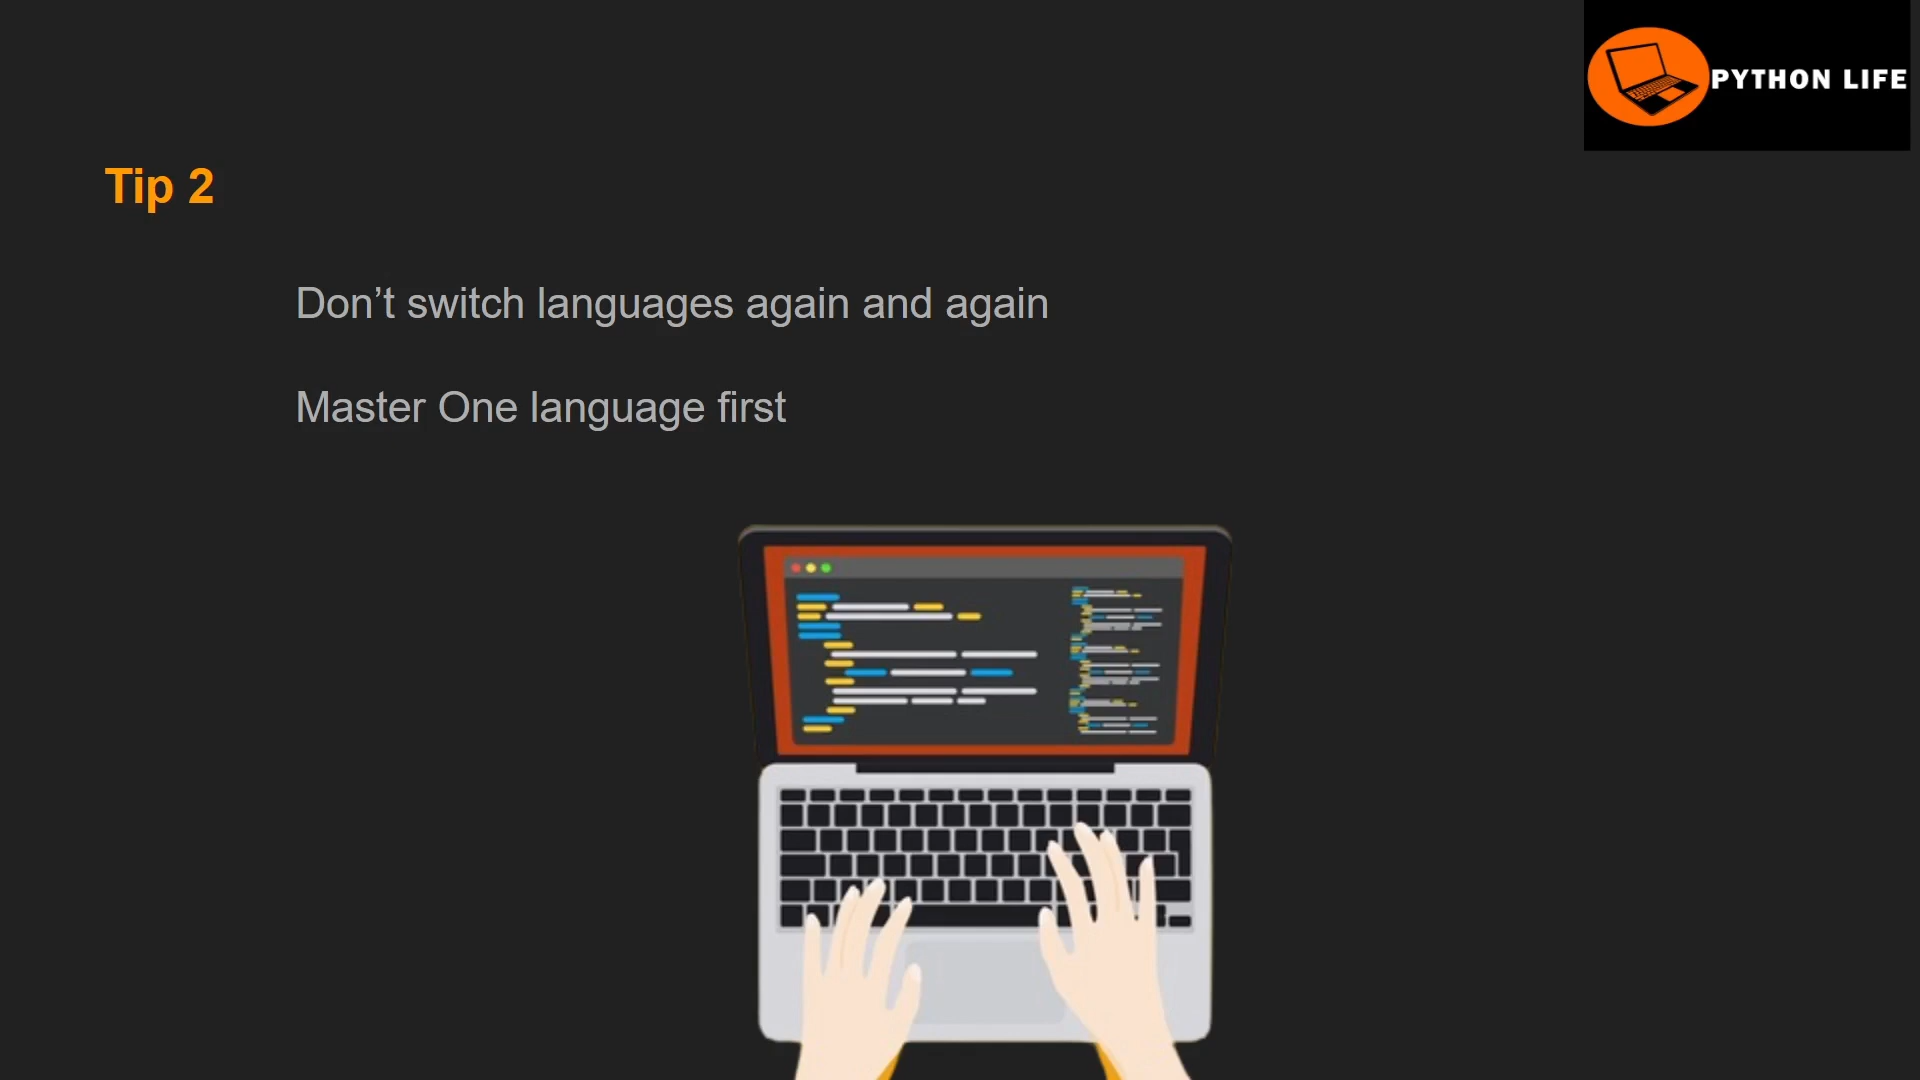 PYTHON LIFE
Tip 2
Don’t switch languages again and again
Master One language first